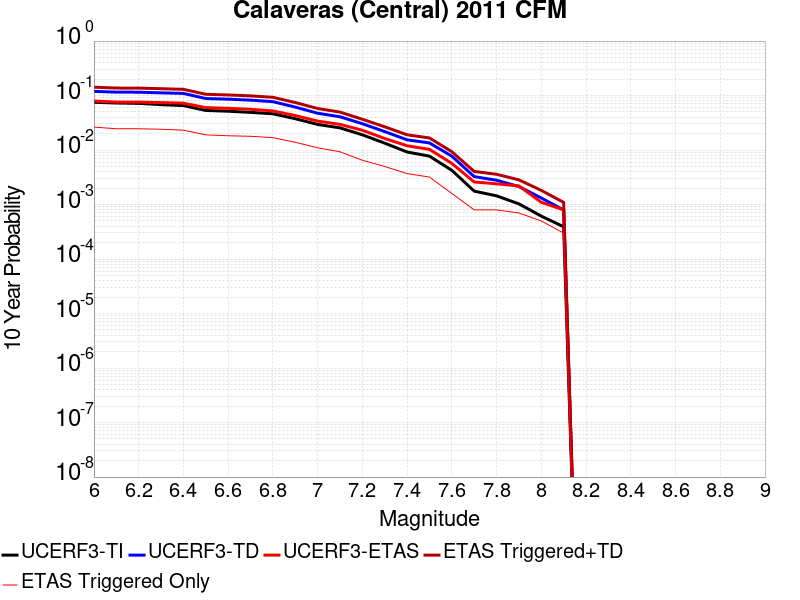 Calaveras (Central) 2011 CFM
10 Year Probability
10^0
10^-1
10^-2
10^-3
10^-4
10^-5
10^-6
10^-7
10^-8
6 6.2 6.4 6.6 6.8 7 7.2 7.4 7.6 7.8 8 8.2 8.4 8.6 8.8 9
Magnitude
UCERF3-TI UCERF3-TD UCERF3-ETAS ETAS Triggered+TD
ETAS Triggered Only